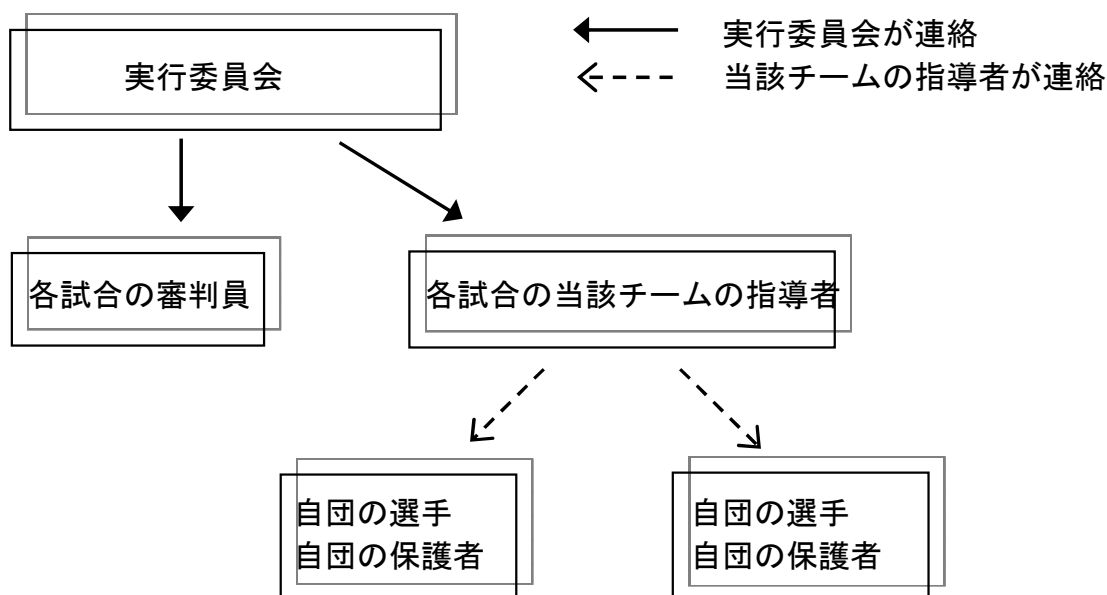 実行委員会が連絡
実行委員会
当該チームの指導者が連絡
各試合の審判員
各試合の当該チームの指導者
自団の選手
自団の保護者
自団の選手
自団の保護者